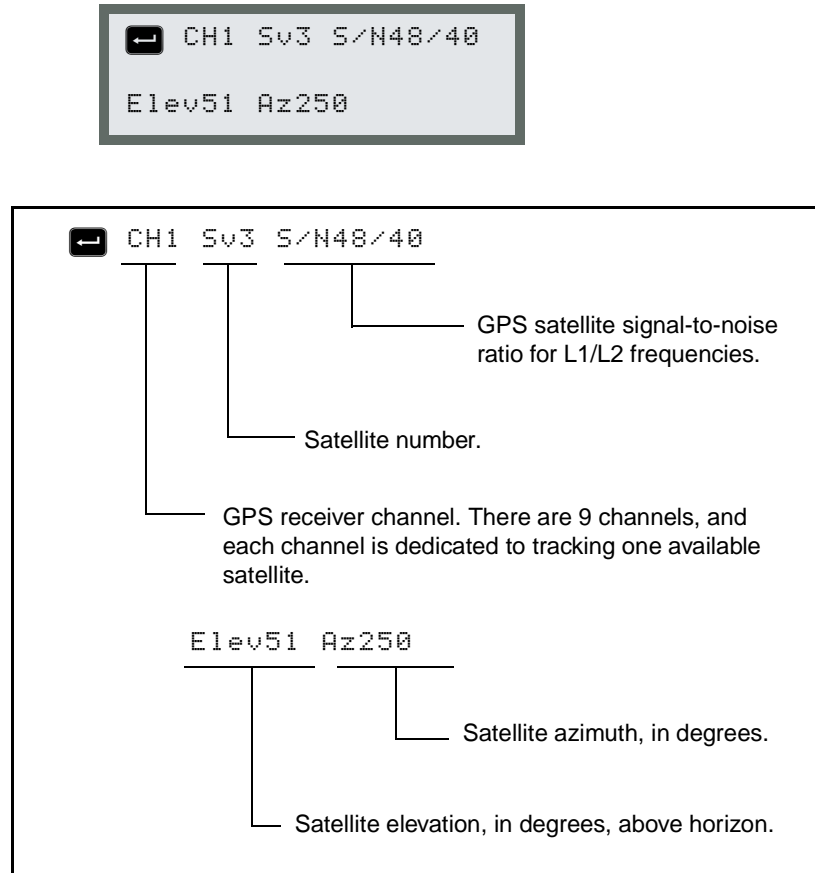 CH1 Sv3 S/N48/40
Elev51 Az250
CH1 Sv3 S/N48/40
GPS satellite signal-to-noise
ratio for L1/L2 frequencies.
Satellite number.
GPS receiver channel. There are 9 channels, and
each channel is dedicated to tracking one available
satellite.
Elev51 Az250
Satellite azimuth, in degrees.
Satellite elevation, in degrees, above horizon.